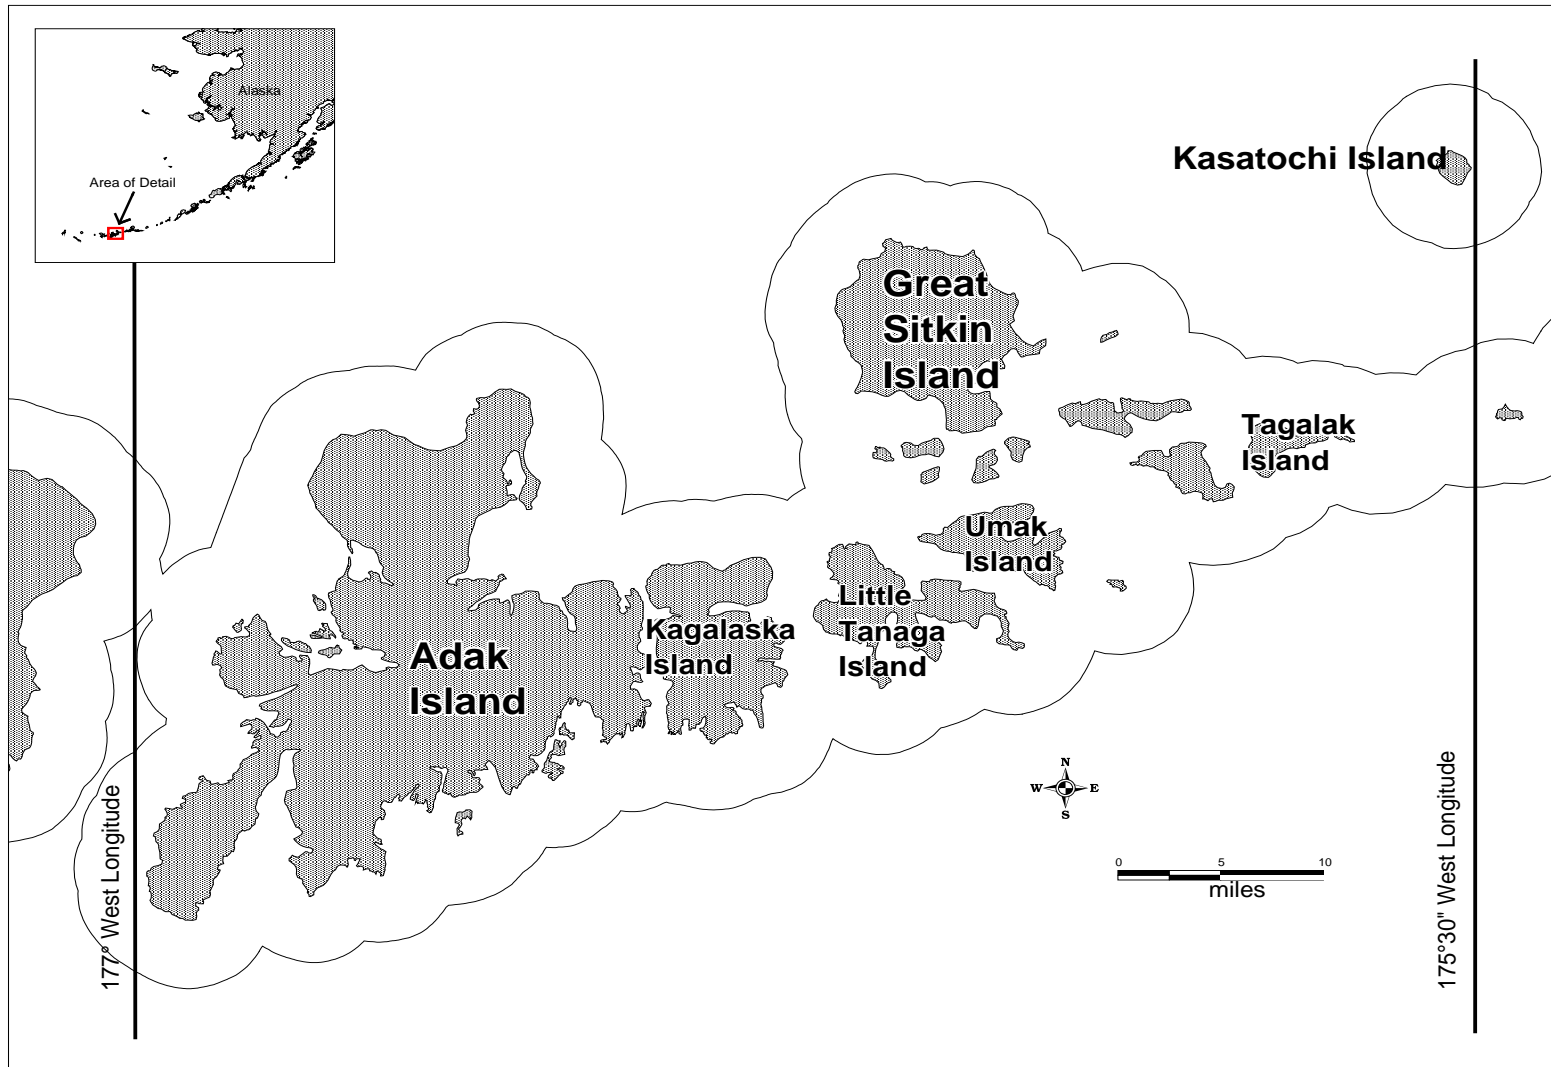 Alaska
Area of Detail
Kasatochi Island
Great
Sitkin
Island
Tagalak
Island
Umak
Island
Little
Tanaga
Island
Kagalaska
Island
Adak
Island
N
W E
S
0 5 10
miles
177° West Longitude
175°30" West Longitude